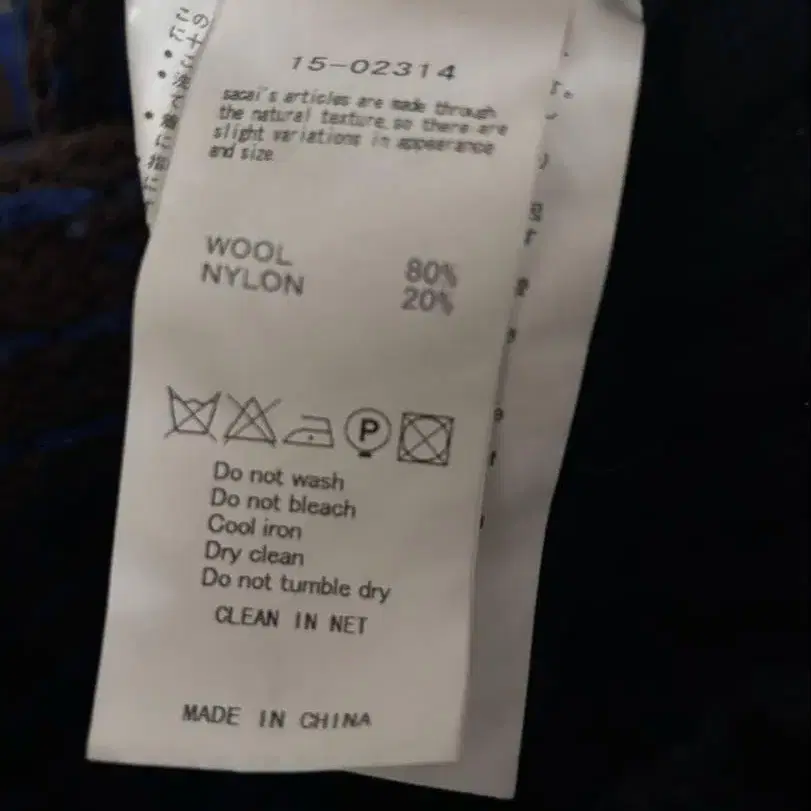 15-02314
sacai's articles are made through
the natural texture, so there are
slight variations in appearance
and size.
WOOL 80%
NYLON 20%
P
Do not wash
Do not bleach
Cool iron
Dry clean
Do not tumble dry
CLEAN IN NET
MADE IN CHINA